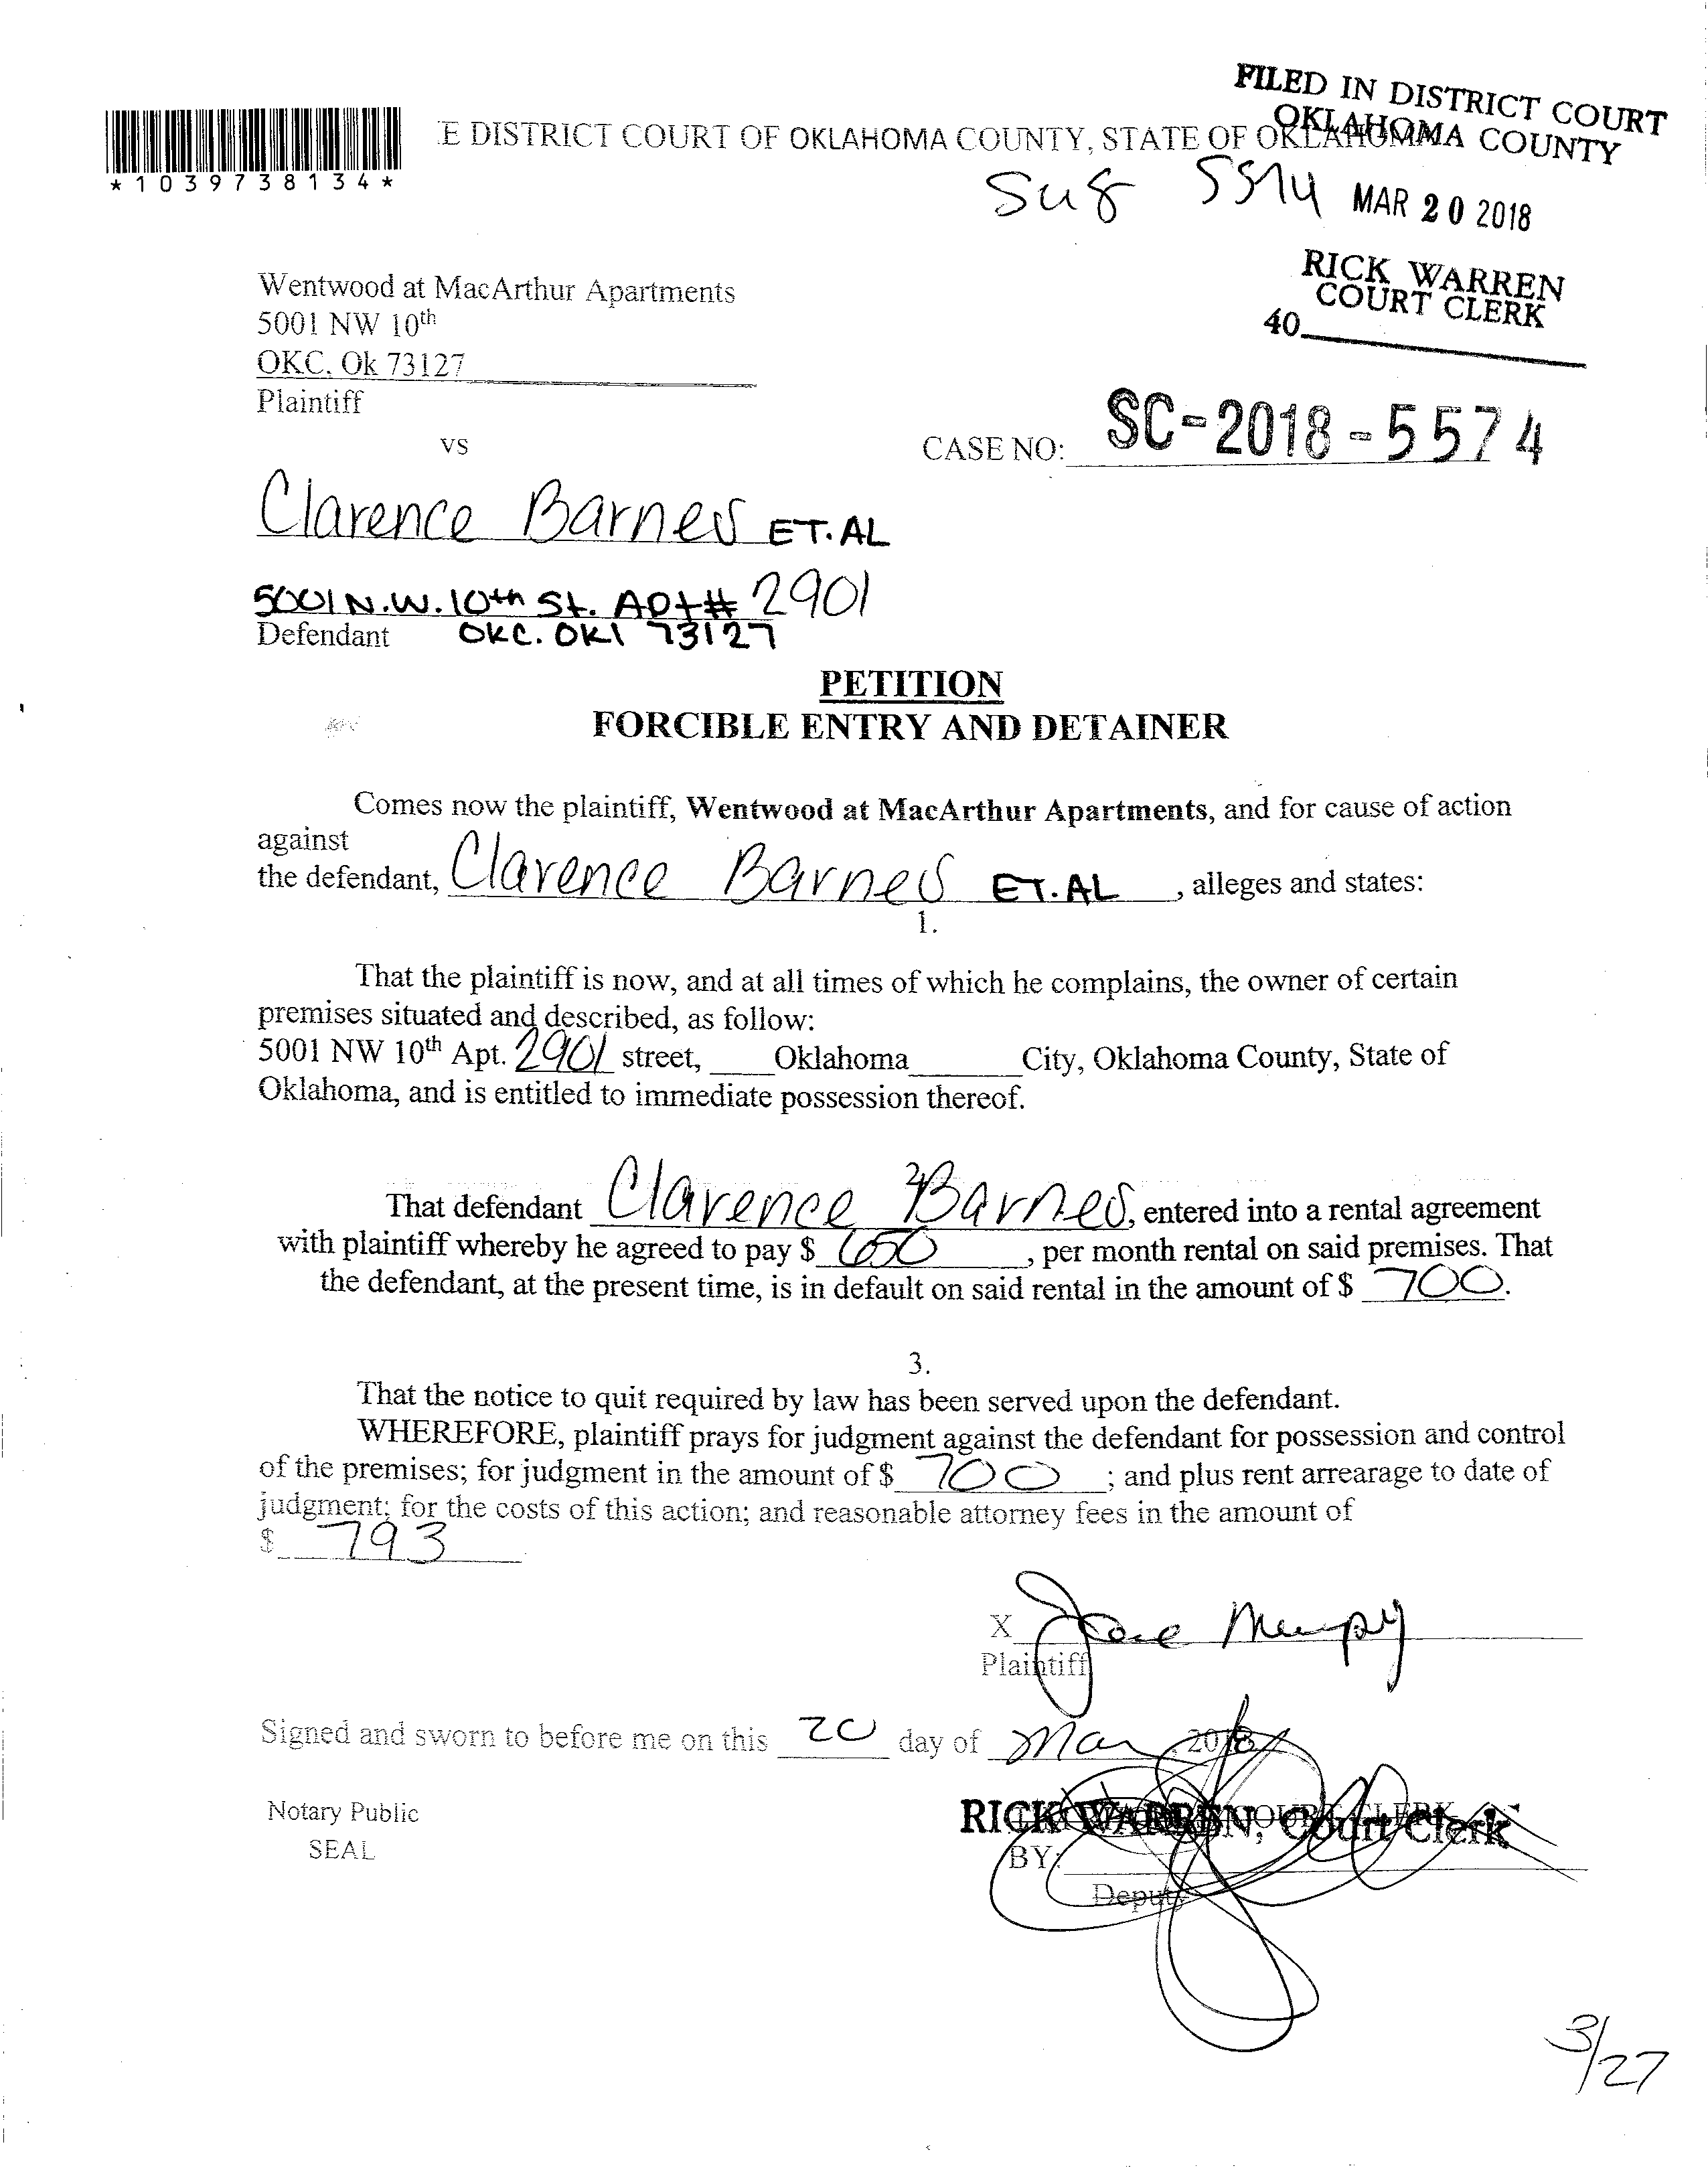 FILED IN DISTRICT COURT
OKLAHOMA COUNTY
*1039738134*
E DISTRICT COURT OF OKLAHOMA COUNTY, STATE OF OKLAHOMA
MAR 20 2018
RICK WARREN
COURT CLERK
40
Wentwood at MacArthur Apartments
5001 NW 10th
OKC, Ok 73127
Plaintiff
vs
CASE NO: SC-2018-5574
Clarence Barnes ET.AL
5001 N.W. 10th St. Apt# 2901
Defendant OKC. OKl 73127
PETITION
FORCIBLE ENTRY AND DETAINER
Comes now the plaintiff, Wentwood at MacArthur Apartments, and for cause of action
against
the defendant, Clarence Barnes ET.AL, alleges and states:
1.
That the plaintiff is now, and at all times of which he complains, the owner of certain
premises situated and described, as follow:
5001 NW 10th Apt. 2901 street, Oklahoma City, Oklahoma County, State of
Oklahoma, and is entitled to immediate possession thereof.
2.
That defendant Clarence Barnes, entered into a rental agreement
with plaintiff whereby he agreed to pay $ 650, per month rental on said premises. That
the defendant, at the present time, is in default on said rental in the amount of $ 700.
3.
That the notice to quit required by law has been served upon the defendant.
WHEREFORE, plaintiff prays for judgment against the defendant for possession and control
of the premises; for judgment in the amount of $ 700; and plus rent arrearage to date of
judgment; for the costs of this action; and reasonable attorney fees in the amount of
$ 793
X
Plaintiff
Signed and sworn to before me on this 20 day of Mar, 2018
Notary Public
SEAL
RICK WARREN, Court Clerk
BY:
Deputy
3/27